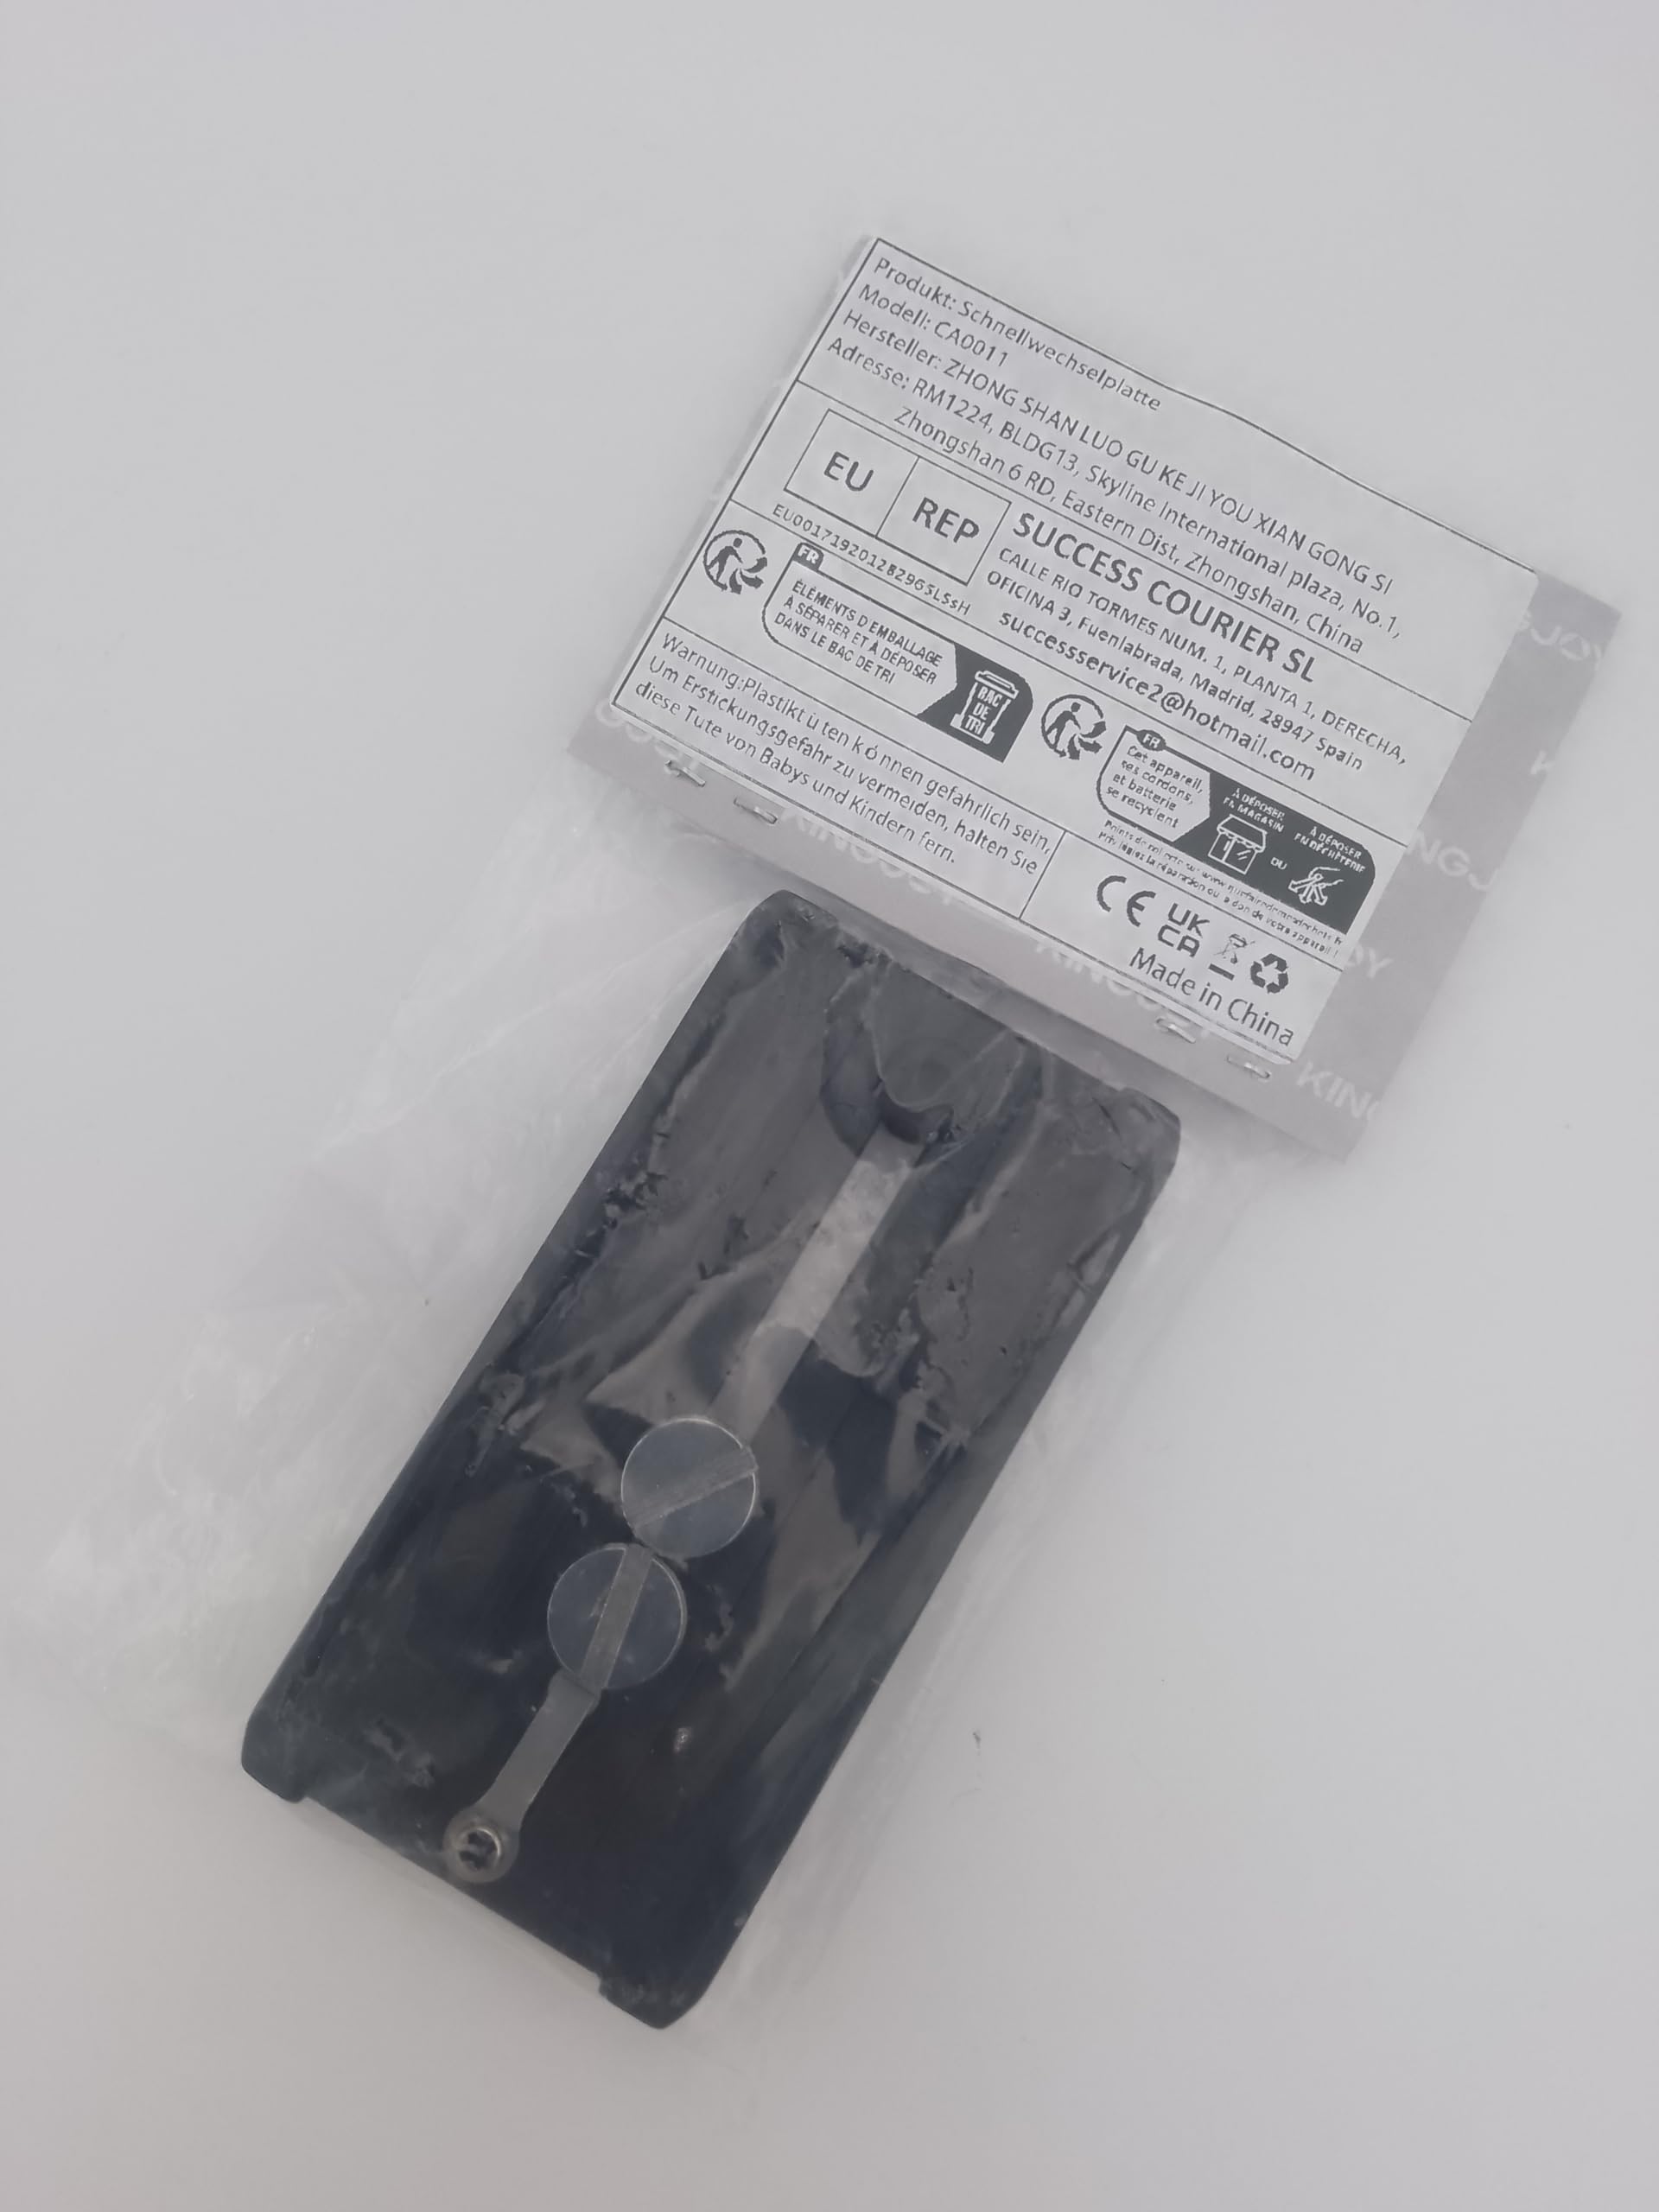 Produkt: Schnellwechselplatte
Modell: CA0011
Hersteller: ZHONG SHAN LUO GU KE JI YOU XIAN GONG SI
Adresse: RM1224, BLDG13, Skyline International plaza, No.1,
Zhongshan 6 RD, Eastern Dist, Zhongshan, China
EU REP
SUCCESS COURIER SL
CALLE RIO TORMES NUM. 1, PLANTA 1, DERECHA,
OFICINA 3, Fuenlabrada, Madrid, 28947 Spain
successservice2@hotmail.com
FR
ÉLÉMENTS D'EMBALLAGE
À SÉPARER ET À DÉPOSER
DANS LE BAC DE TRI
BAC
DE
TRI
FR
Cet appareil,
ses cordons,
et batterie
se recyclent
À DÉPOSER
EN MAGASIN
OU
À DÉPOSER
EN DÉCHÈTERIE
Warnung:Plastikt ü ten k ö nnen gefahrlich sein,
Um Erstickungsgefahr zu vermeiden, halten Sie
diese Tute von Babys und Kindern fern.
CE
UK
CA
Made in China